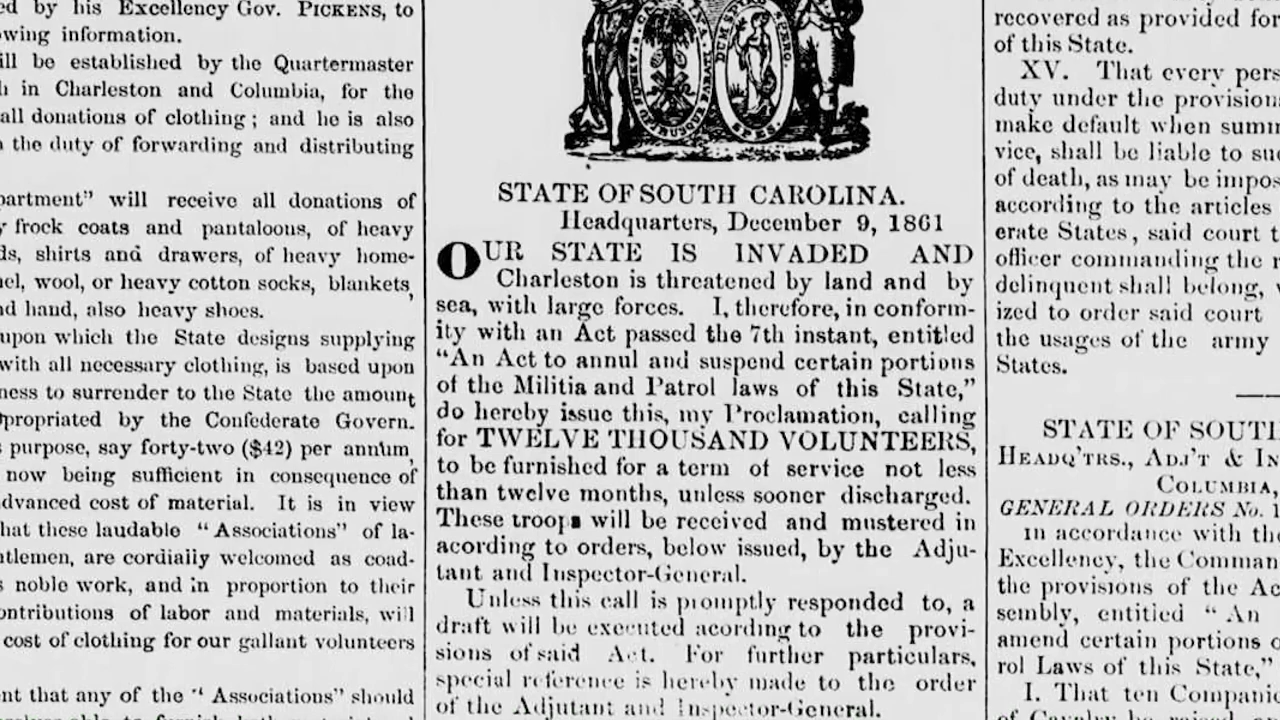 ed by his Excellency Gov. PICKENS, to
owing information.
ill be established by the Quartermaster
h in Charleston and Columbia, for the
all donations of clothing; and he is also
n the duty of forwarding and distributing
partment" will receive all donations of
y frock coats and pantaloons, of heavy
ds, shirts and drawers, of heavy home-
nel, wool, or heavy cotton socks, blankets,
nd hand, also heavy shoes.
upon which the State designs supplying
with all necessary clothing, is based upon
ness to surrender to the State the amount
ppropriated by the Confederate Govern.
s purpose, say forty-two ($42) per annum,
now being sufficient in consequence of
advanced cost of material. It is in view
hat these laudable "Associations" of la-
ntlemen, are cordially welcomed as coad-
s noble work, and in proportion to their
ontributions of labor and materials, will
cost of clothing for our gallant volunteers
nt that any of the "Associations" should
DUM SPIRO SPERO.
SPES
STATE OF SOUTH CAROLINA.
Headquarters, December 9, 1861
OUR STATE IS INVADED AND
Charleston is threatened by land and by
sea, with large forces. I, therefore, in conform-
ity with an Act passed the 7th instant, entitled
"An Act to annul and suspend certain portions
of the Militia and Patrol laws of this State,"
do hereby issue this, my Proclamation, calling
for TWELVE THOUSAND VOLUNTEERS,
to be furnished for a term of service not less
than twelve months, unless sooner discharged.
These troops will be received and mustered in
acording to orders, below issued, by the Adju-
tant and Inspector-General.
Unless this call is promptly responded to, a
draft will be executed acording to the provi-
sions of said Act. For further particulars,
special reference is hereby made to the order
of the Adjutant and Inspector-General.
recovered as provided for
of this State.
XV. That every pers
duty under the provision
make default when summ
vice, shall be liable to suc
of death, as may be impos
according to the articles
erate States, said court t
officer commanding the r
delinquent shall belong, w
ized to order said court
the usages of the army
States.
STATE OF SOUTH
HEADQ'TRS., ADJ'T & IN
COLUMBIA,
GENERAL ORDERS No. 1
In accordance with the
Excellency, the Comman
the provisions of the Ac
sembly, entitled "An
amend certain portions o
rol Laws of this State,"
I. That ten Companie
of Cavalry be raised